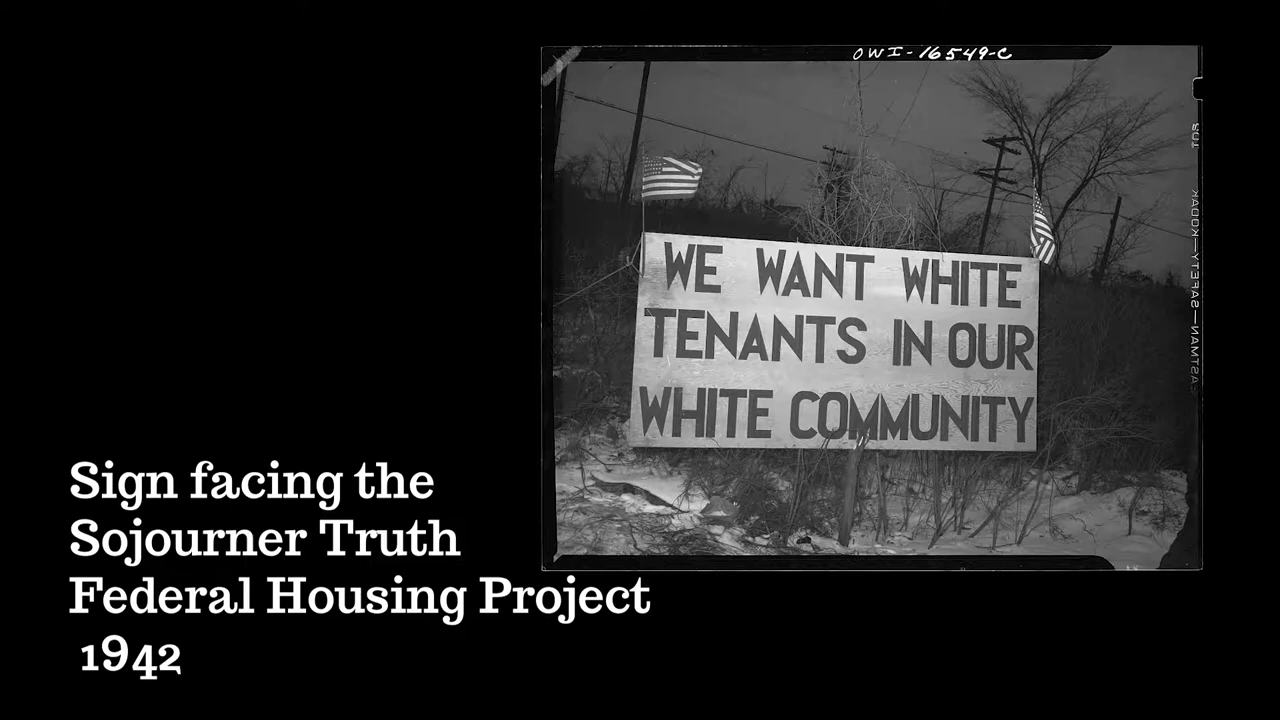 OWI-16549-C
WE WANT WHITE
TENANTS IN OUR
WHITE COMMUNITY
Sign facing the
Sojourner Truth
Federal Housing Project
1942